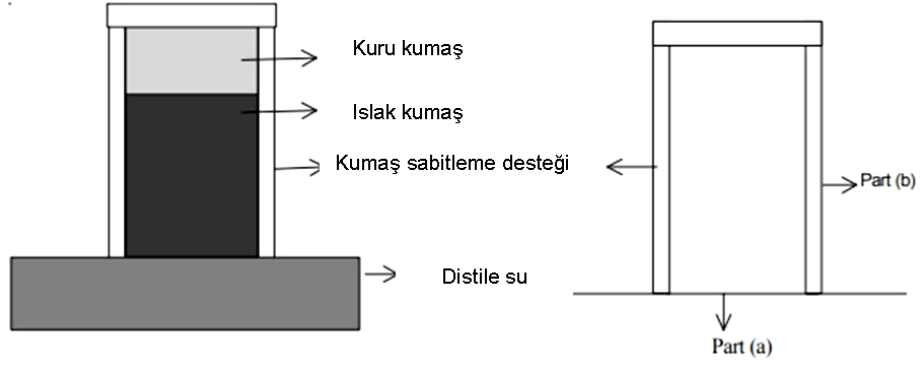 Kuru kumaş
Islak kumaş
Kumaş sabitleme desteği
Distile su
Part (b)
Part (a)